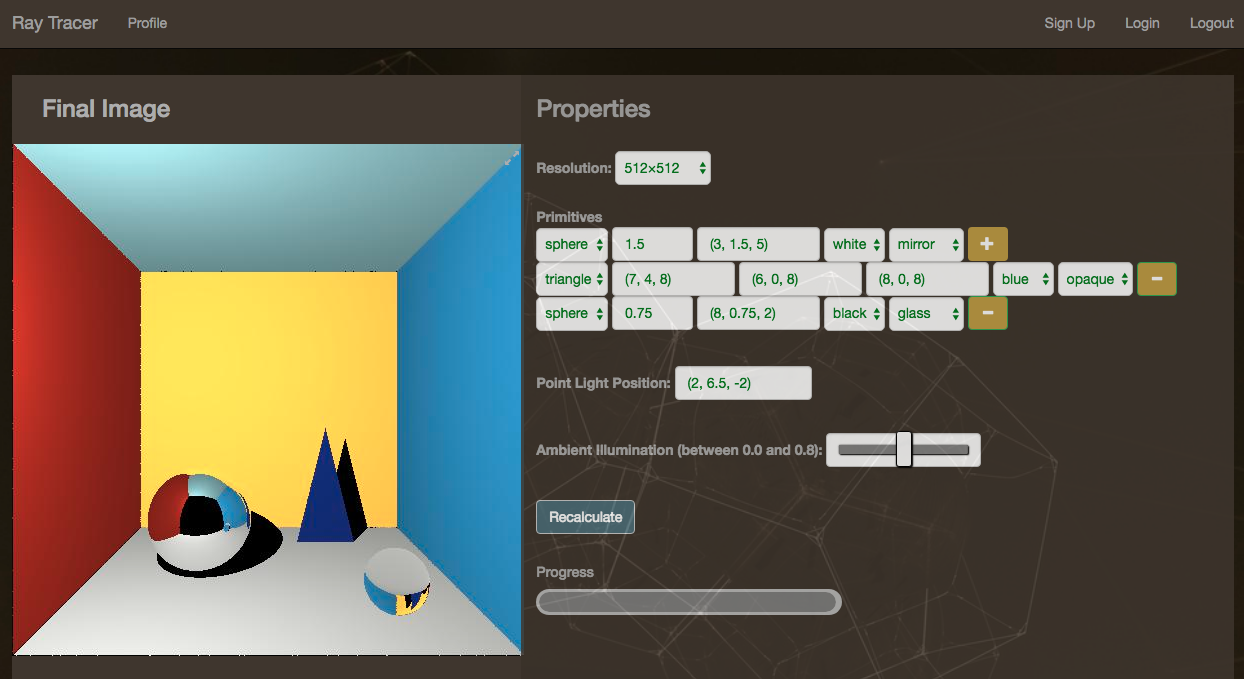 Ray Tracer Profile Sign Up Login Logout
Final Image
Properties
Resolution: 512×512
Primitives
sphere 1.5 (3, 1.5, 5) white mirror +
triangle (7, 4, 8) (6, 0, 8) (8, 0, 8) blue opaque −
sphere 0.75 (8, 0.75, 2) black glass −
Point Light Position: (2, 6.5, -2)
Ambient Illumination (between 0.0 and 0.8):
Recalculate
Progress